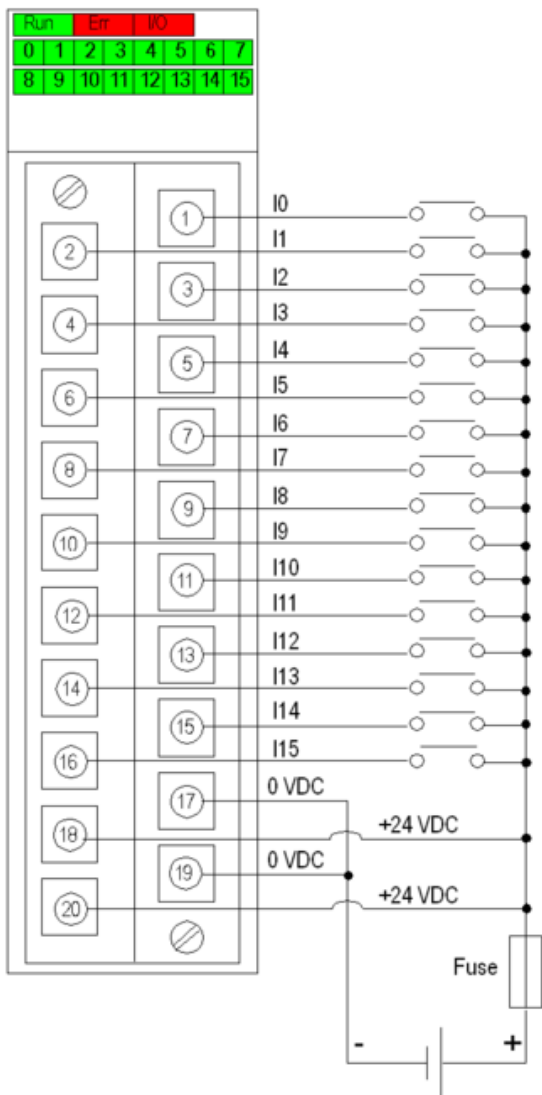 Run Err I/O
0 1 2 3 4 5 6 7
8 9 10 11 12 13 14 15
1 I0
2 I1
3 I2
4 I3
5 I4
6 I5
7 I6
8 I7
9 I8
10 I9
11 I10
12 I11
13 I12
14 I13
15 I14
16 I15
17 0 VDC
18 +24 VDC
19 0 VDC
20 +24 VDC
Fuse
- +